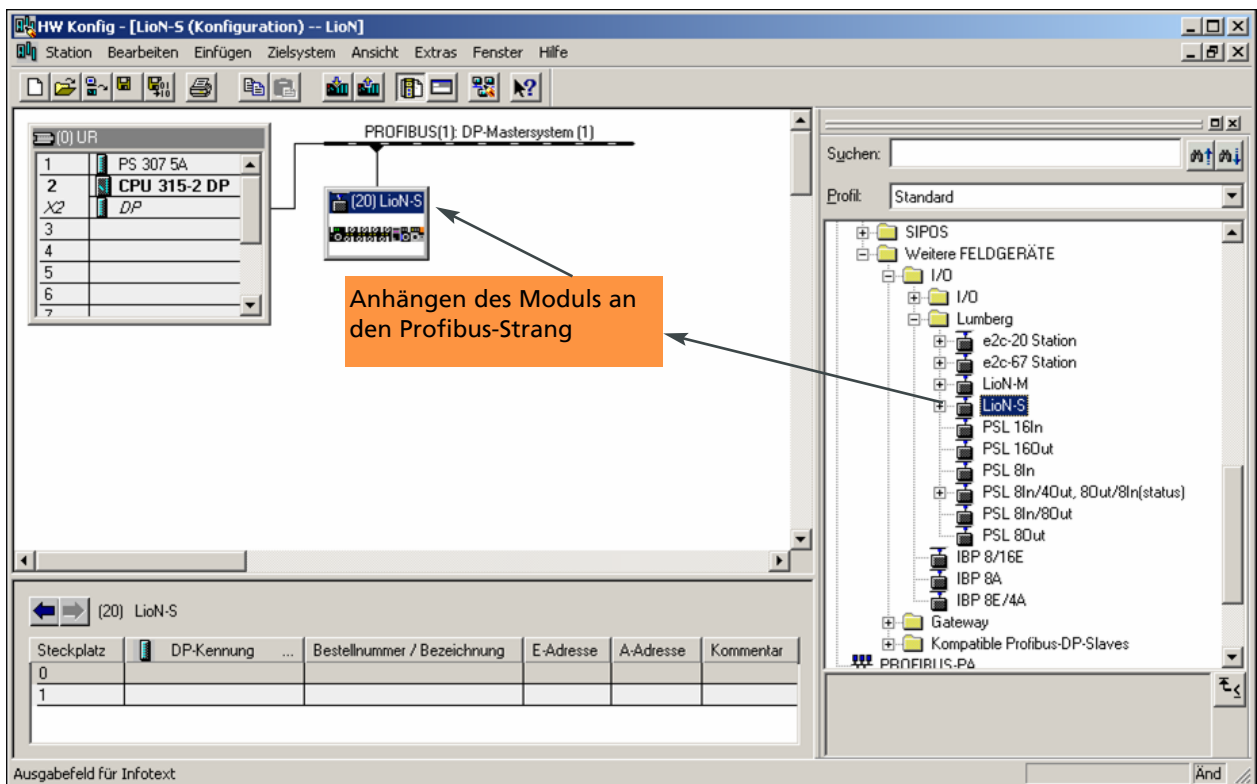 HW Konfig - [LioN-S (Konfiguration) -- LioN]
Station Bearbeiten Einfügen Zielsystem Ansicht Extras Fenster Hilfe
(0) UR
1 PS 307 5A
2 CPU 315-2 DP
X2 DP
3
4
5
6
7
PROFIBUS(1): DP-Mastersystem (1)
(20) LioN-S
Anhängen des Moduls an
den Profibus-Strang
Suchen:
Profil: Standard
SIPOS
Weitere FELDGERÄTE
I/O
I/O
Lumberg
e2c-20 Station
e2c-67 Station
LioN-M
LioN-S
PSL 16In
PSL 16Out
PSL 8In
PSL 8In/4Out, 8Out/8In(status)
PSL 8In/8Out
PSL 8Out
IBP 8/16E
IBP 8A
IBP 8E/4A
Gateway
Kompatible Profibus-DP-Slaves
PROFIBUS-PA
(20) LioN-S
Steckplatz DP-Kennung ... Bestellnummer / Bezeichnung E-Adresse A-Adresse Kommentar
0
1
Ausgabefeld für Infotext
Änd